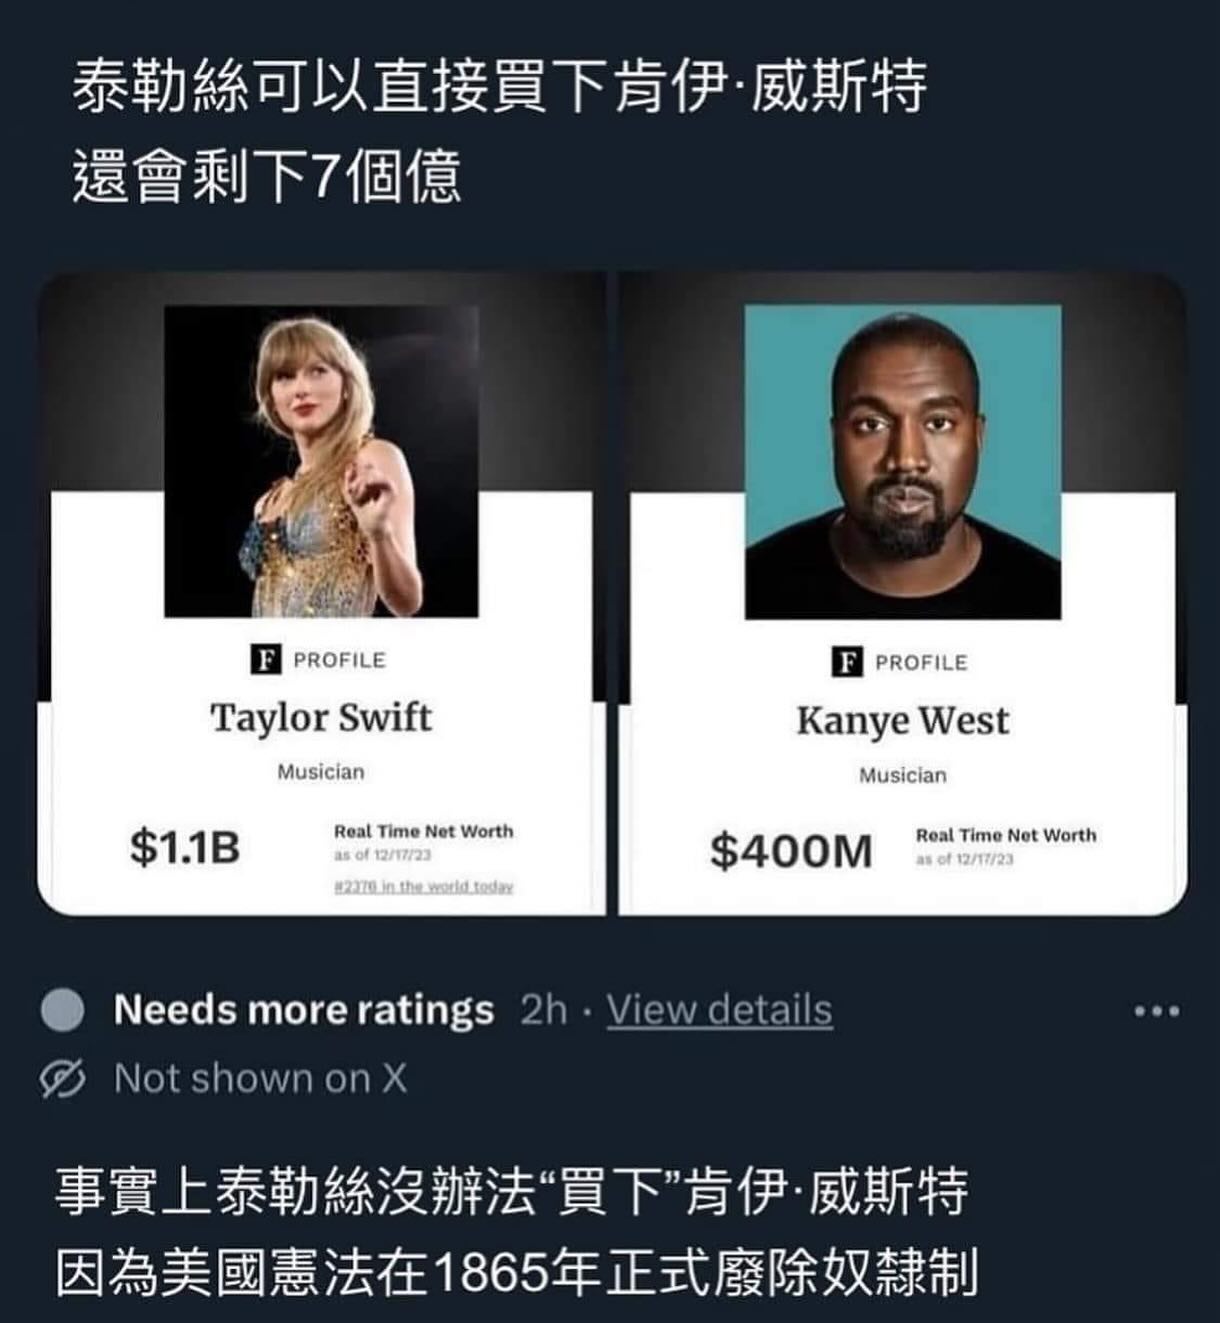 泰勒絲可以直接買下肯伊·威斯特
還會剩下7個億
F PROFILE
Taylor Swift
Musician
$1.1B
Real Time Net Worth
as of 12/17/23
#2376 in the world today
F PROFILE
Kanye West
Musician
$400M
Real Time Net Worth
as of 12/17/23
Needs more ratings 2h · View details
Not shown on X
事實上泰勒絲沒辦法“買下”肯伊·威斯特
因為美國憲法在1865年正式廢除奴隸制